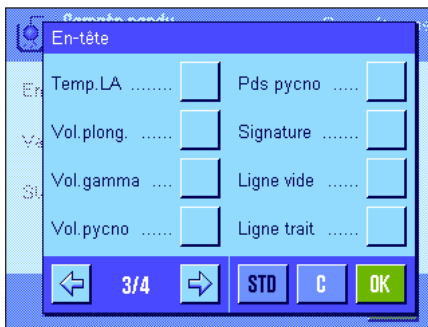 En-tête
Temp.LA ........ Pds pycno .....
Vol.plong. ...... Signature .......
Vol.gamma .... Ligne vide ......
Vol.pycno ...... Ligne trait ......
3/4 STD C OK